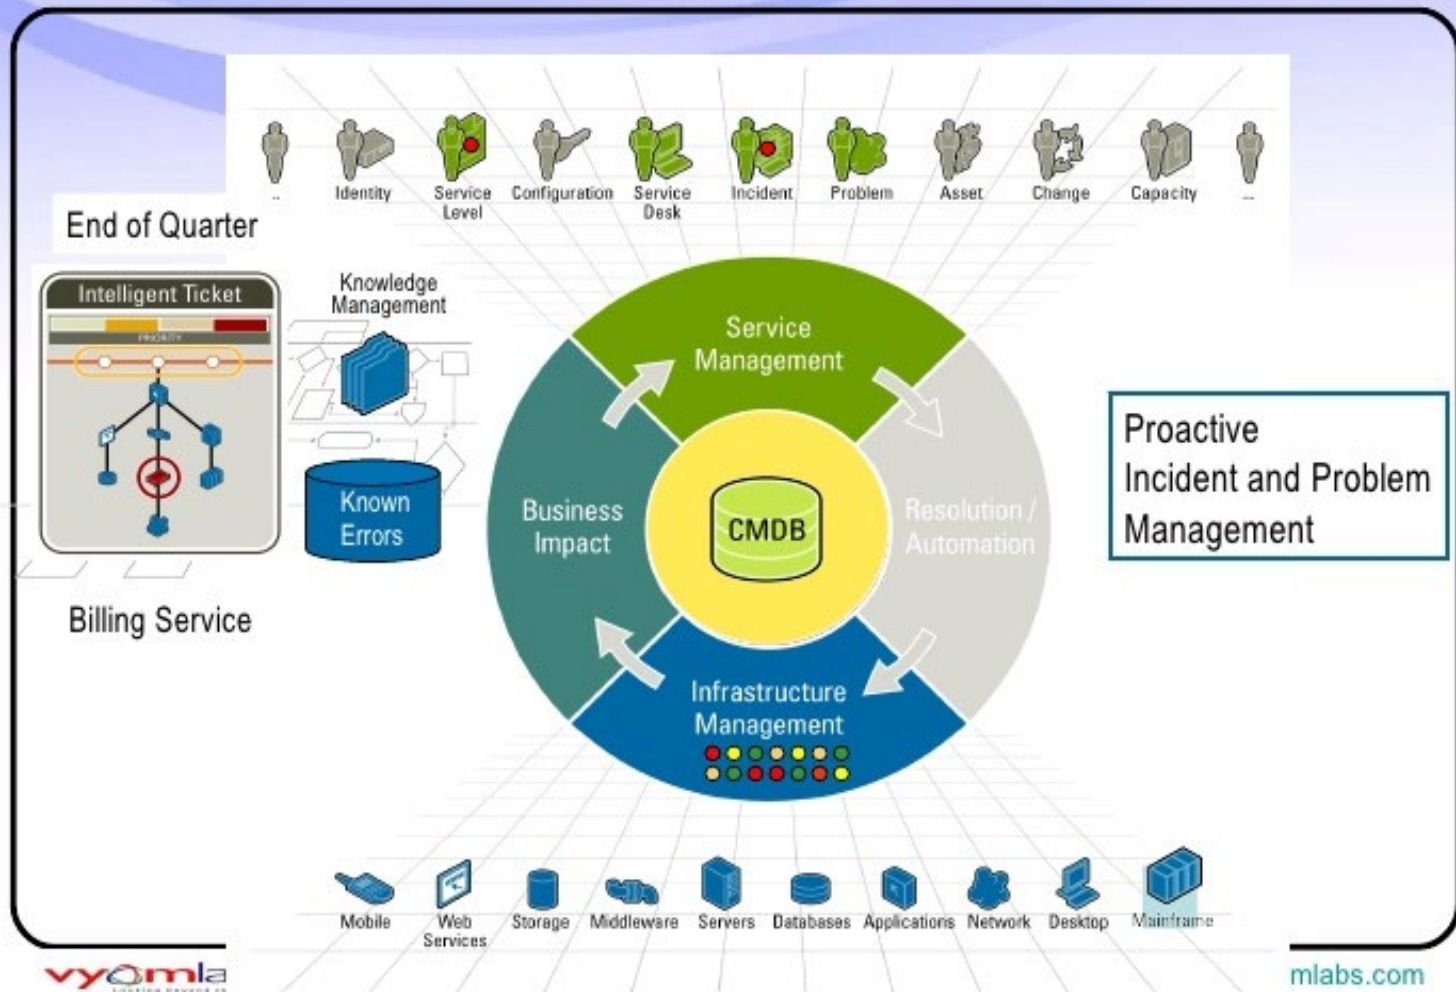 ..
Identity
Service
Level
Configuration
Service
Desk
Incident
Problem
Asset
Change
Capacity
...
End of Quarter
Intelligent Ticket
PRIORITY
Knowledge
Management
Known
Errors
Billing Service
Service
Management
Business
Impact
CMDB
Resolution /
Automation
Infrastructure
Management
Proactive
Incident and Problem
Management
Mobile
Web
Services
Storage
Middleware
Servers
Databases
Applications
Network
Desktop
Mainframe
vyomla
mlabs.com